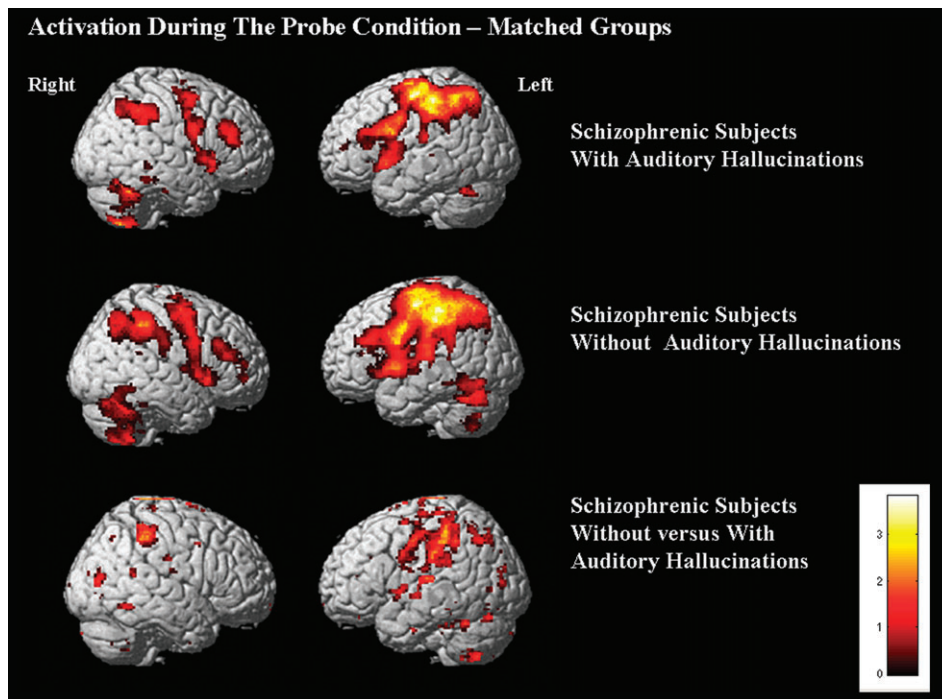 Activation During The Probe Condition – Matched Groups
Right
Left
Schizophrenic Subjects
With Auditory Hallucinations
Schizophrenic Subjects
Without Auditory Hallucinations
Schizophrenic Subjects
Without versus With
Auditory Hallucinations
3
2
1
0